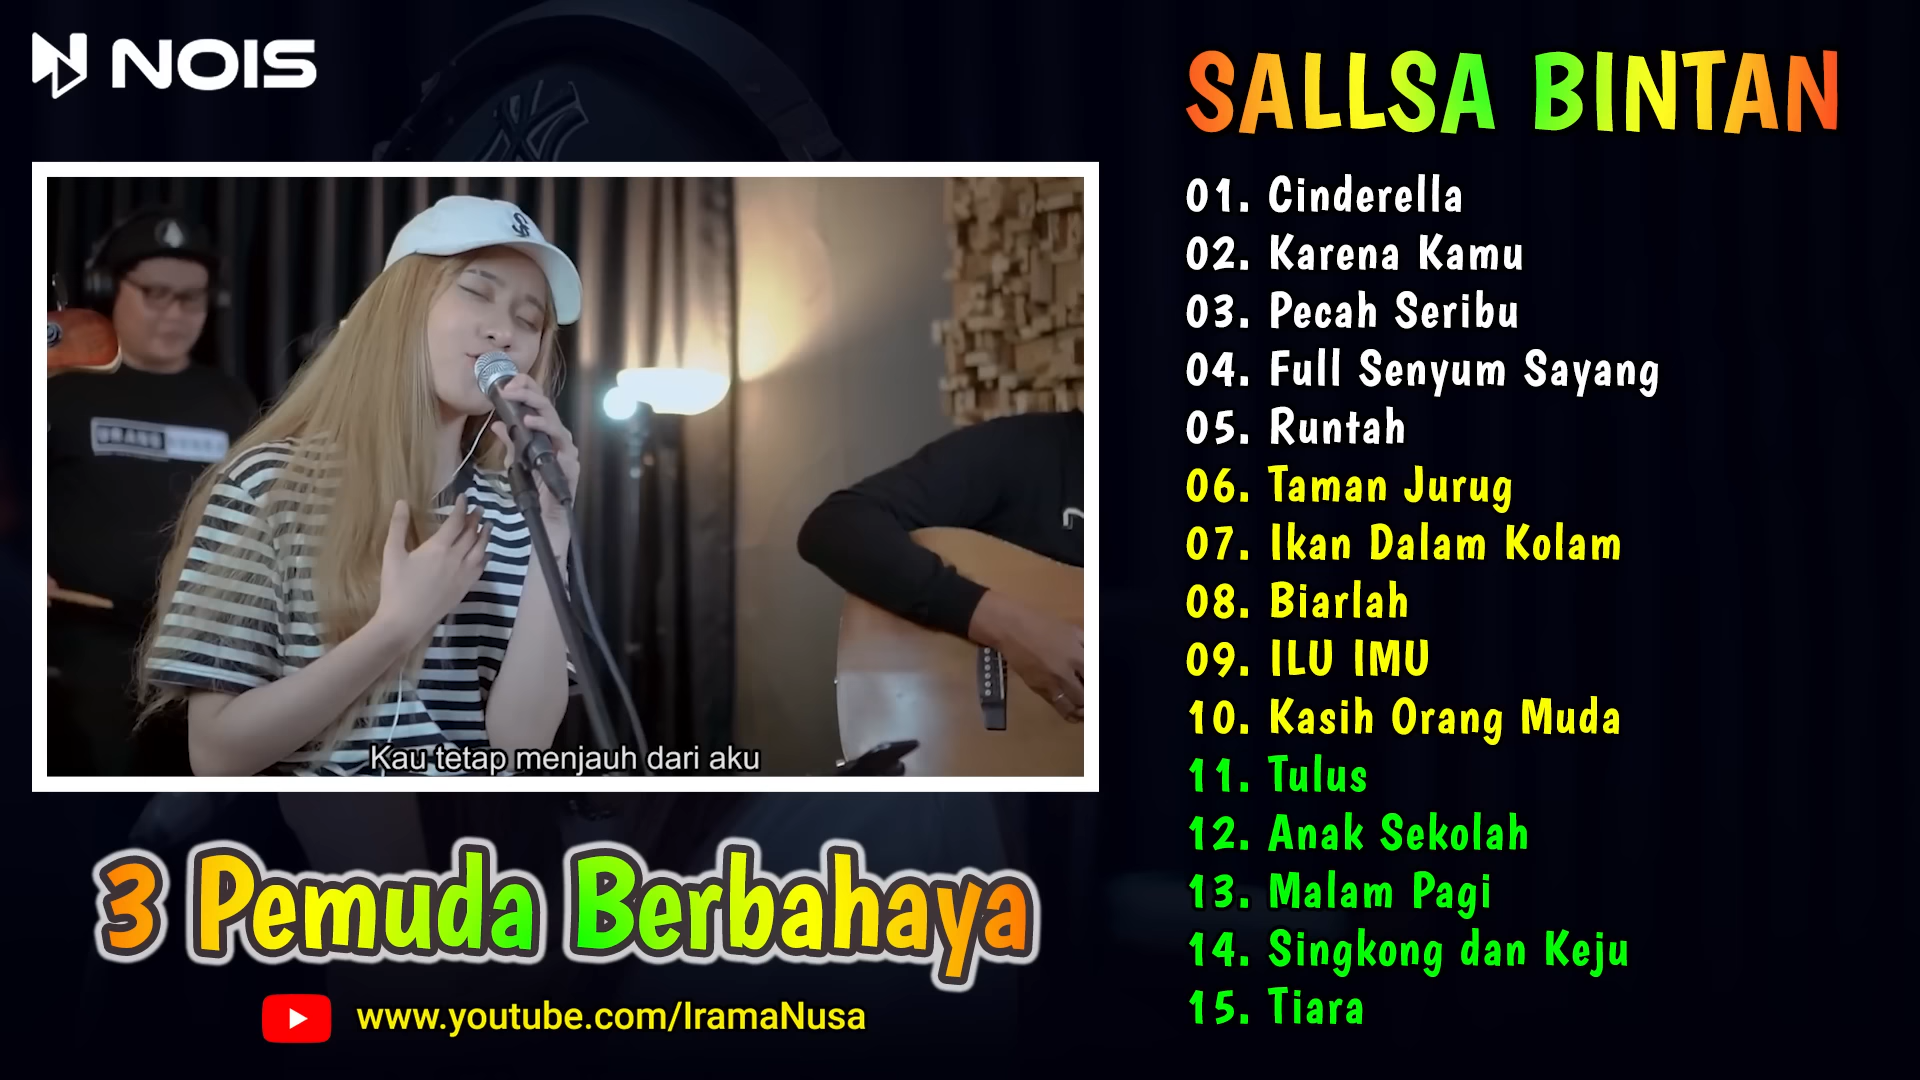 NOIS
SALLSA BINTAN
01. Cinderella
02. Karena Kamu
03. Pecah Seribu
04. Full Senyum Sayang
05. Runtah
06. Taman Jurug
07. Ikan Dalam Kolam
08. Biarlah
09. ILU IMU
10. Kasih Orang Muda
11. Tulus
12. Anak Sekolah
13. Malam Pagi
14. Singkong dan Keju
15. Tiara
Kau tetap menjauh dari aku
3 Pemuda Berbahaya
www.youtube.com/IramaNusa